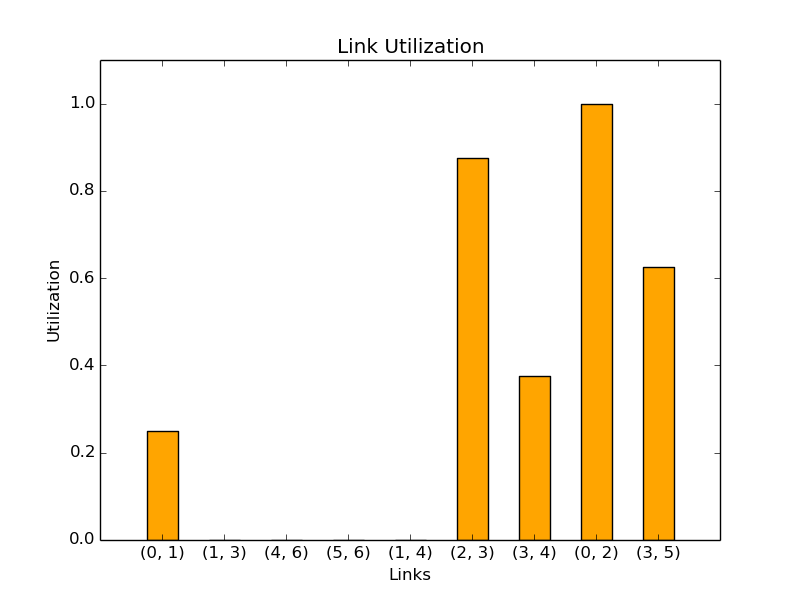 Link Utilization
1.0
0.8
0.6
0.4
0.2
0.0
Utilization
(0, 1) (1, 3) (4, 6) (5, 6) (1, 4) (2, 3) (3, 4) (0, 2) (3, 5)
Links